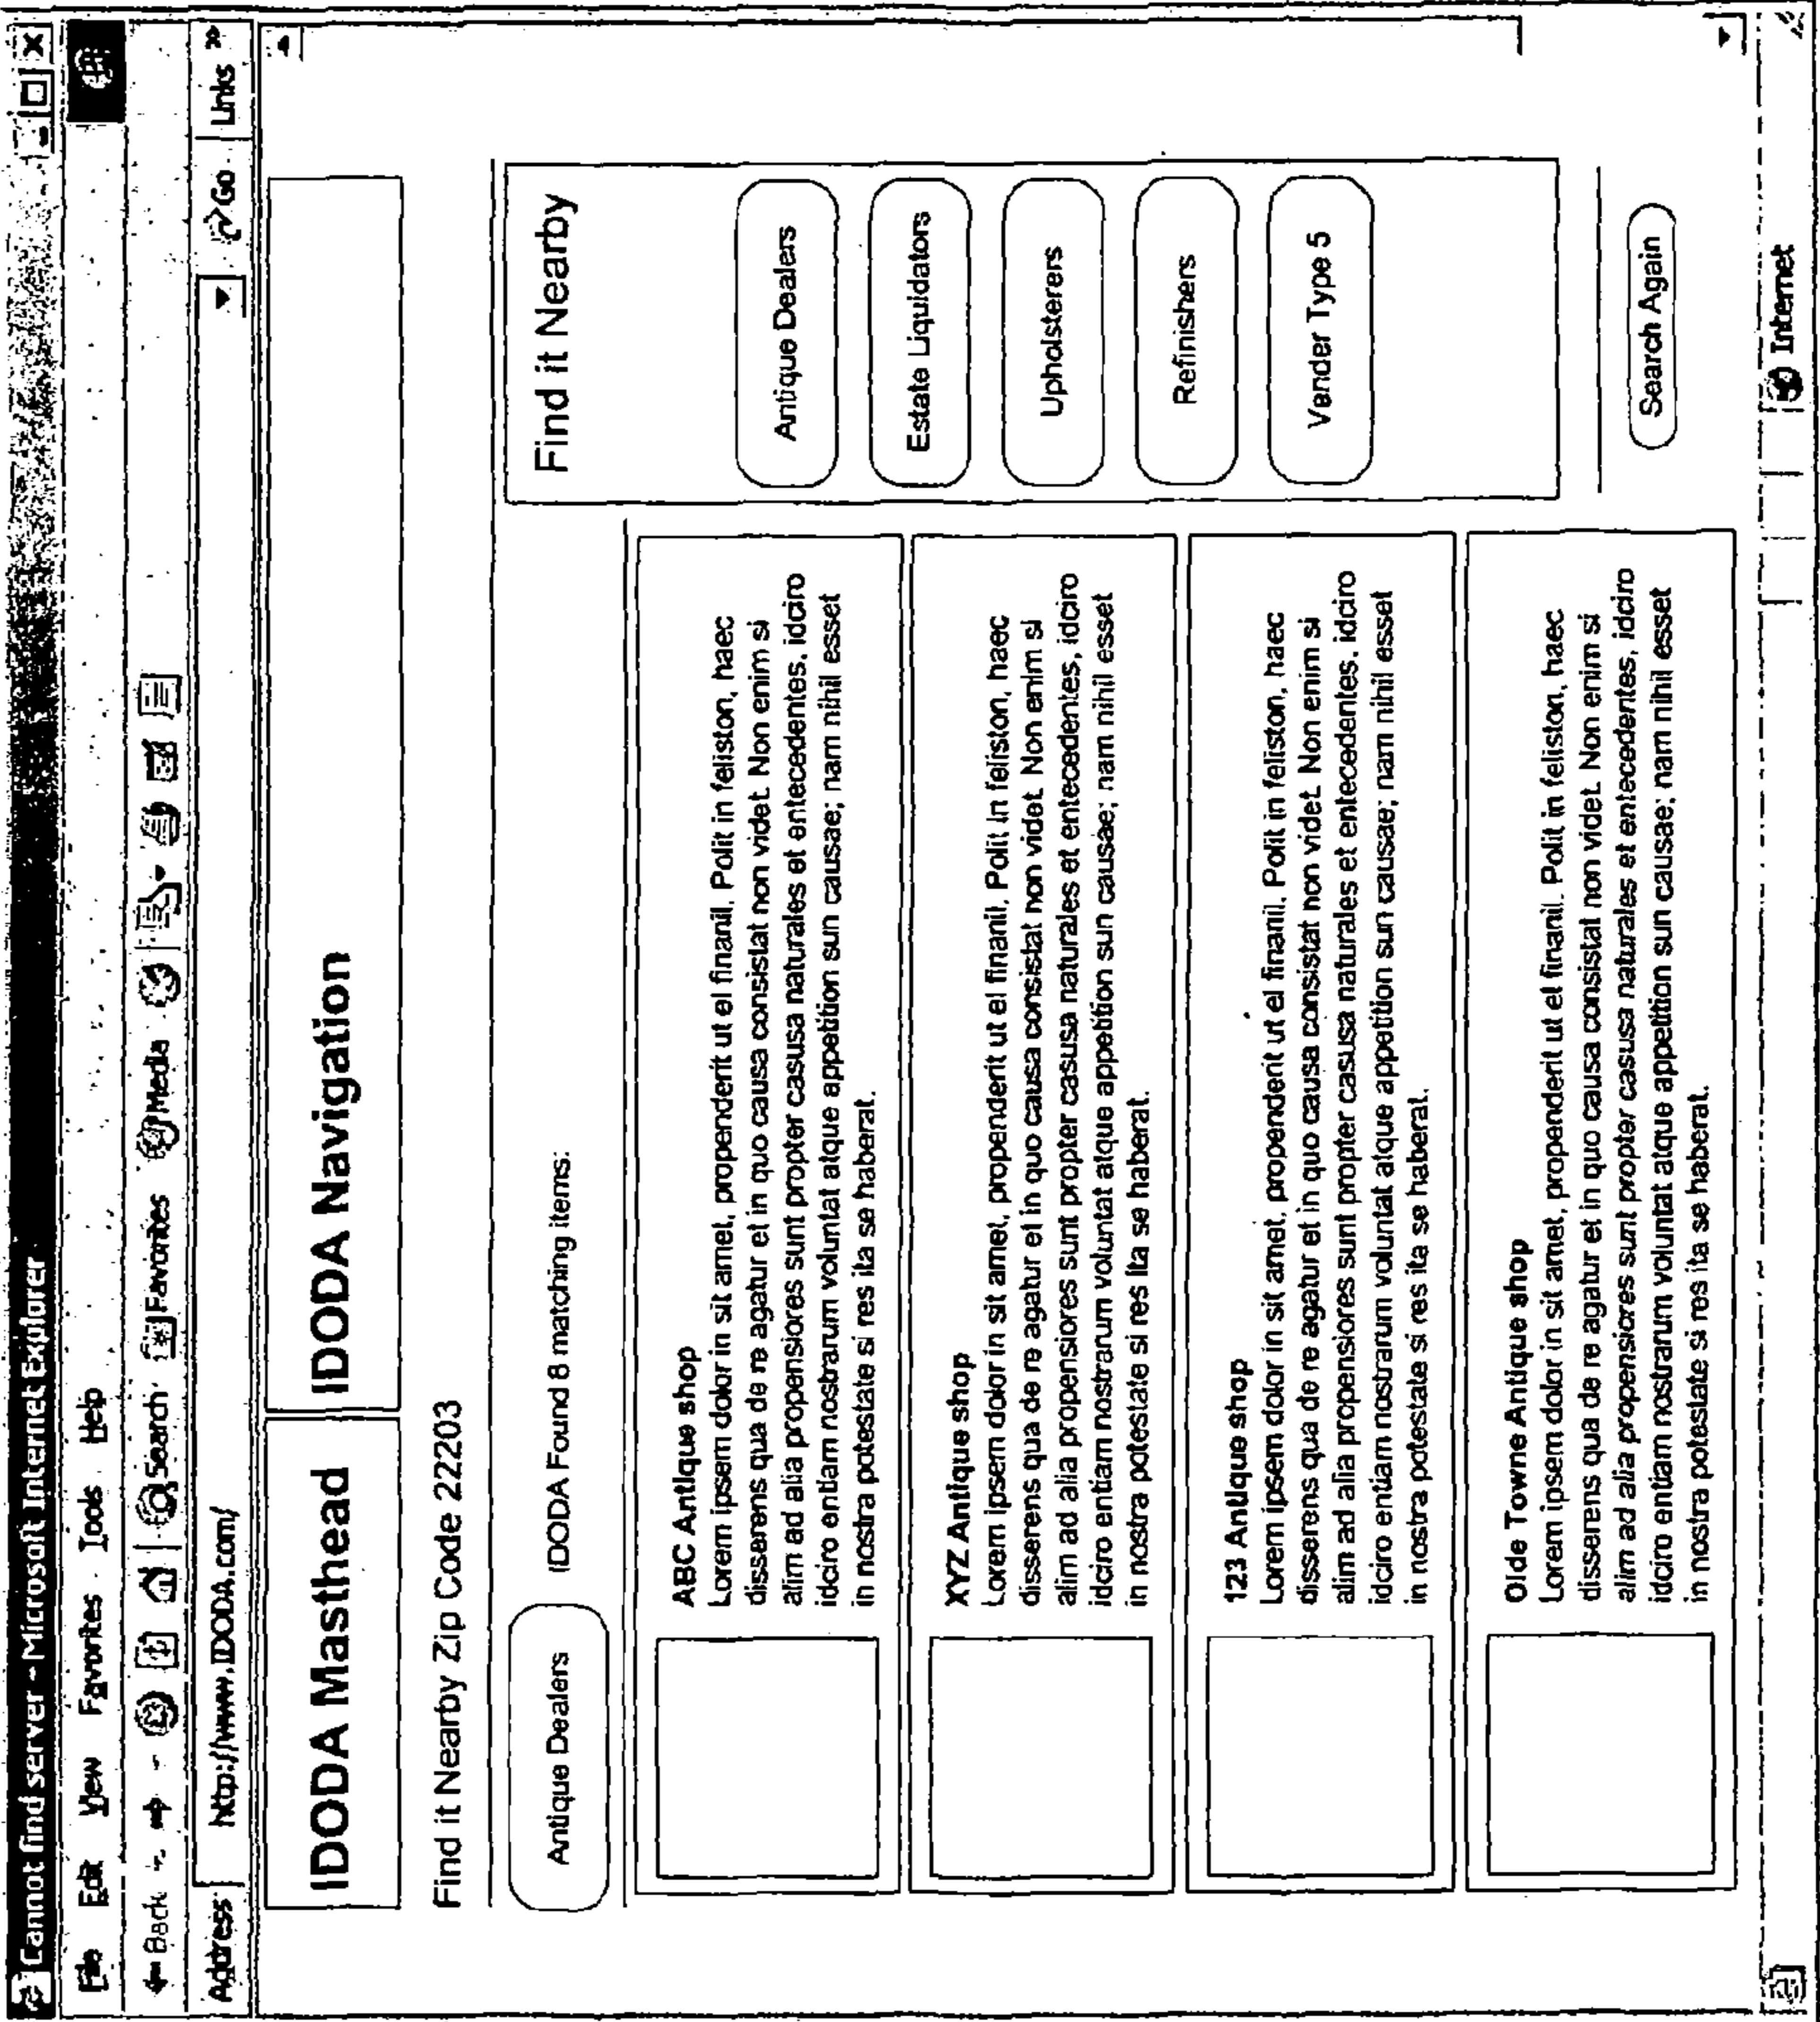 Cannot find server - Microsoft Internet Explorer
File Edit View Favorites Tools Help
Back Search Favorites Media
Address http://www.IDODA.com/ Go Links »
IDODA Masthead IDODA Navigation
Find it Nearby Zip Code 22203
Antique Dealers IDODA Found 8 matching items:
ABC Antique shop
Lorem ipsem dolor in sit amet, propenderit ut el finanil, Polit in feliston, haec
disserens qua de re agatur et in quo causa consistat non videt. Non enim si
alim ad alia propensiores sunt propter casusa naturales et entecedentes, idciro
idciro entiam nostrarum voluntat atque appetition sun causae; nam nihil esset
in nostra potestate si res ita se haberat.
XYZ Antique shop
Lorem ipsem dolor in sit amet, propenderit ut el finanil, Polit in feliston, haec
disserens qua de re agatur et in quo causa consistat non videt. Non enim si
alim ad alia propensiores sunt propter casusa naturales et entecedentes, idciro
idciro entiam nostrarum voluntat atque appetition sun causae; nam nihil esset
in nostra potestate si res ita se haberat.
123 Antique shop
Lorem ipsem dolor in sit amet, propenderit ut el finanil, Polit in feliston, haec
disserens qua de re agatur et in quo causa consistat non videt. Non enim si
alim ad alia propensiores sunt propter casusa naturales et entecedentes, idciro
idciro entiam nostrarum voluntat atque appetition sun causae; nam nihil esset
in nostra potestate si res ita se haberat.
Olde Towne Antique shop
Lorem ipsem dolor in sit amet, propenderit ut el finanil. Polit in feliston, haec
disserens qua de re agatur et in quo causa consistat non videt. Non enim si
alim ad alia propensiores sunt propter casusa naturales et entecedentes, idciro
idciro entiam nostrarum voluntat atque appetition sun causae; nam nihil esset
in nostra potestate si res ita se haberat.
Find it Nearby
Antique Dealers
Estate Liquidators
Upholsterers
Refinishers
Vender Type 5
Search Again
Internet